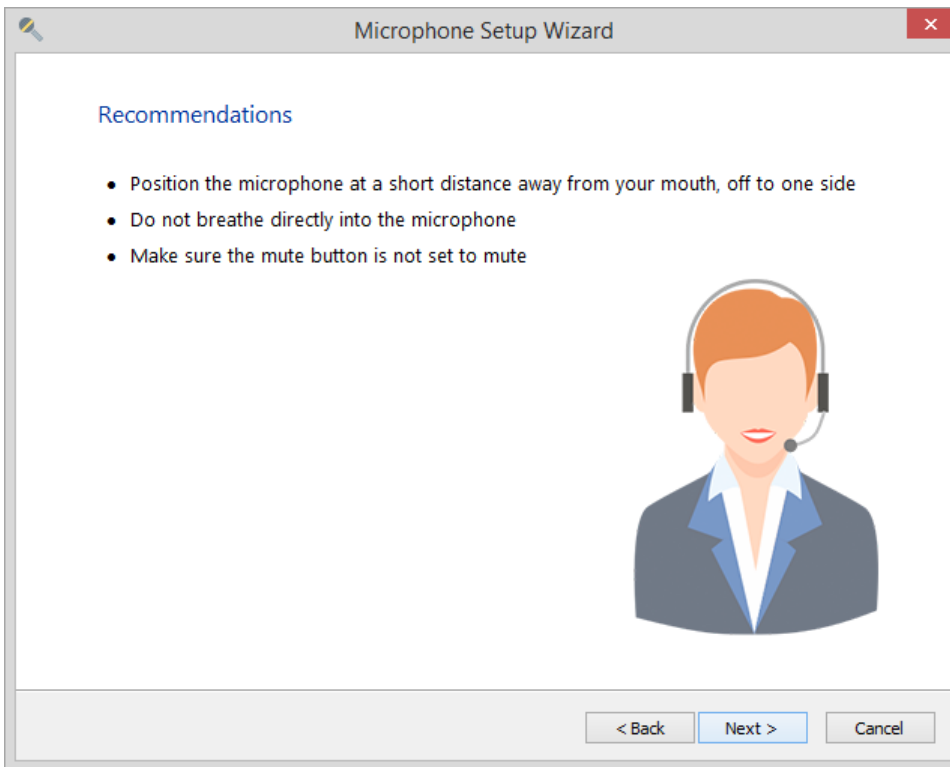 Microphone Setup Wizard
Recommendations
• Position the microphone at a short distance away from your mouth, off to one side
• Do not breathe directly into the microphone
• Make sure the mute button is not set to mute
< Back Next > Cancel